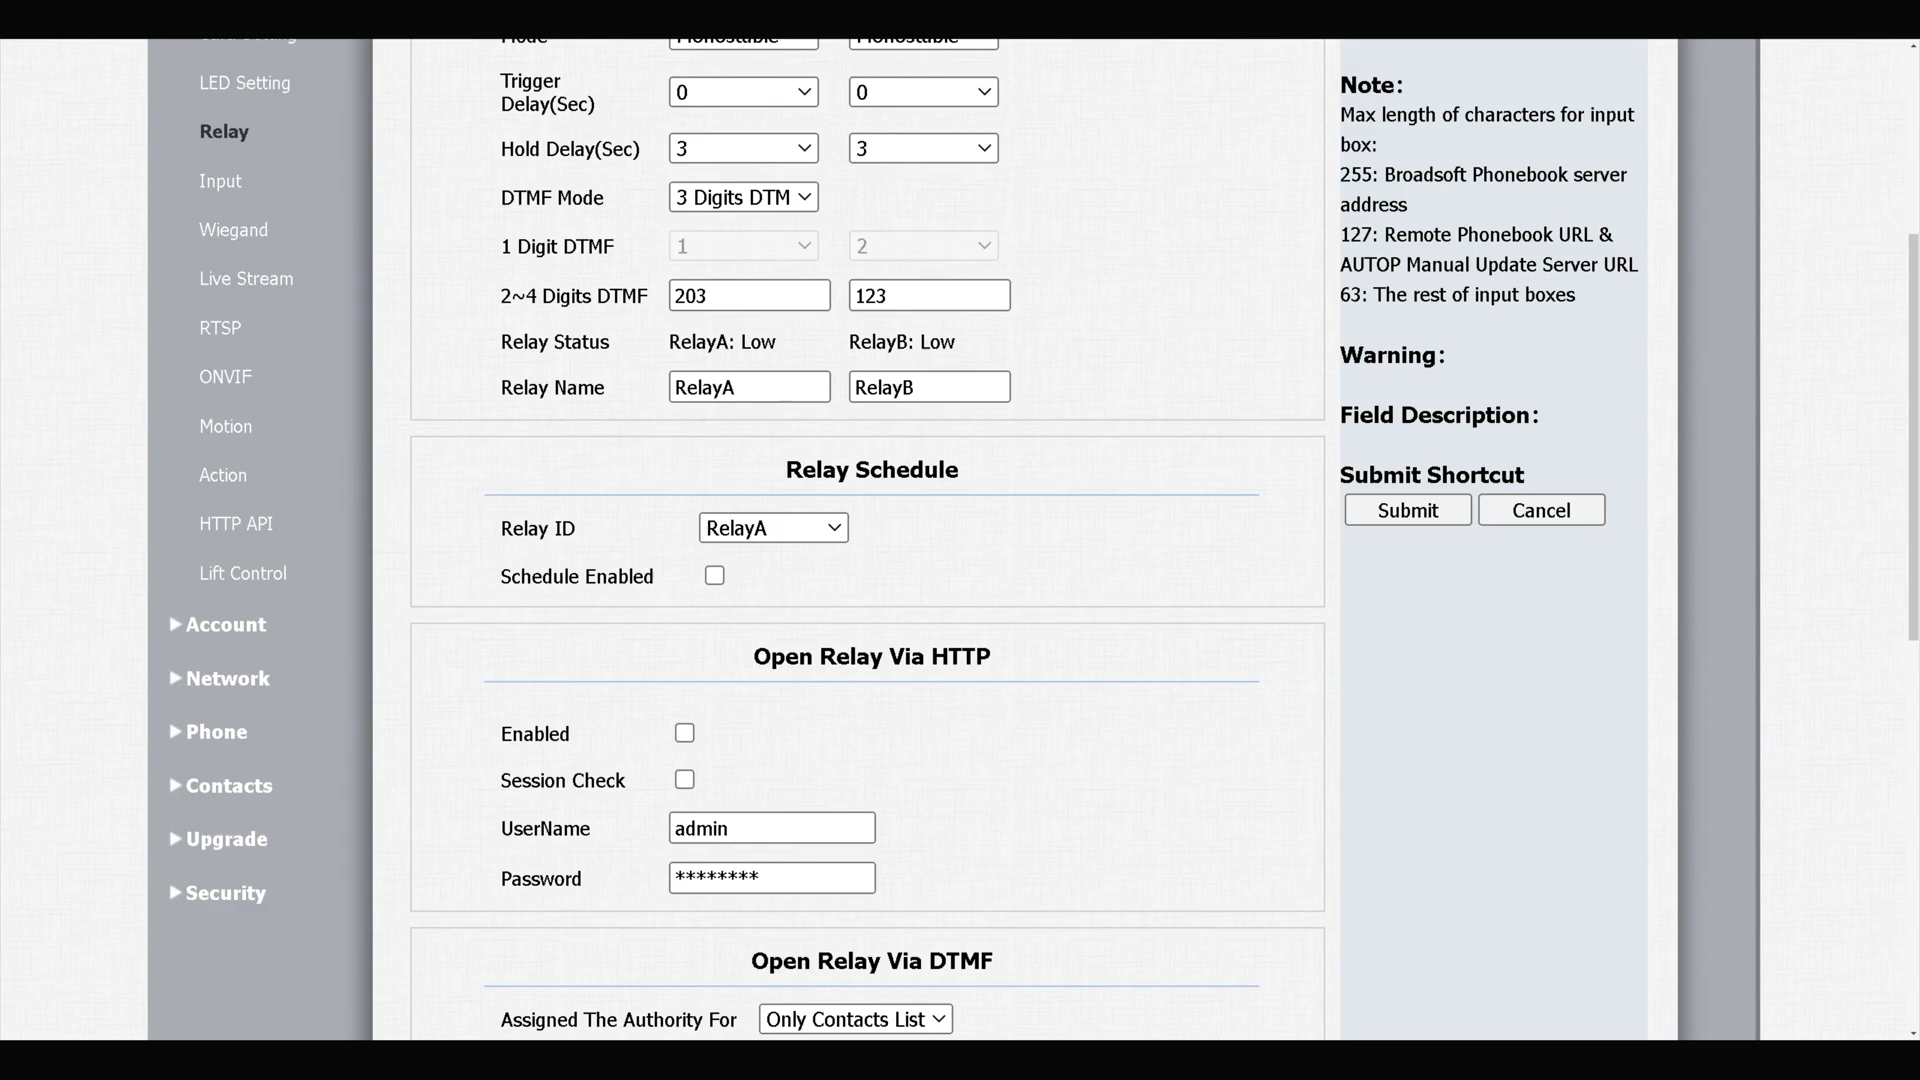 LED Setting
Relay
Input
Wiegand
Live Stream
RTSP
ONVIF
Motion
Action
HTTP API
Lift Control
Account
Network
Phone
Contacts
Upgrade
Security
Mode Monostable Monostable
Trigger
Delay(Sec) 0 0
Hold Delay(Sec) 3 3
DTMF Mode 3 Digits DTM
1 Digit DTMF 1 2
2~4 Digits DTMF 203 123
Relay Status RelayA: Low RelayB: Low
Relay Name RelayA RelayB
Relay Schedule
Relay ID RelayA
Schedule Enabled
Open Relay Via HTTP
Enabled
Session Check
UserName admin
Password ********
Open Relay Via DTMF
Assigned The Authority For Only Contacts List
Note:
Max length of characters for input
box:
255: Broadsoft Phonebook server
address
127: Remote Phonebook URL &
AUTOP Manual Update Server URL
63: The rest of input boxes
Warning:
Field Description:
Submit Shortcut
Submit Cancel